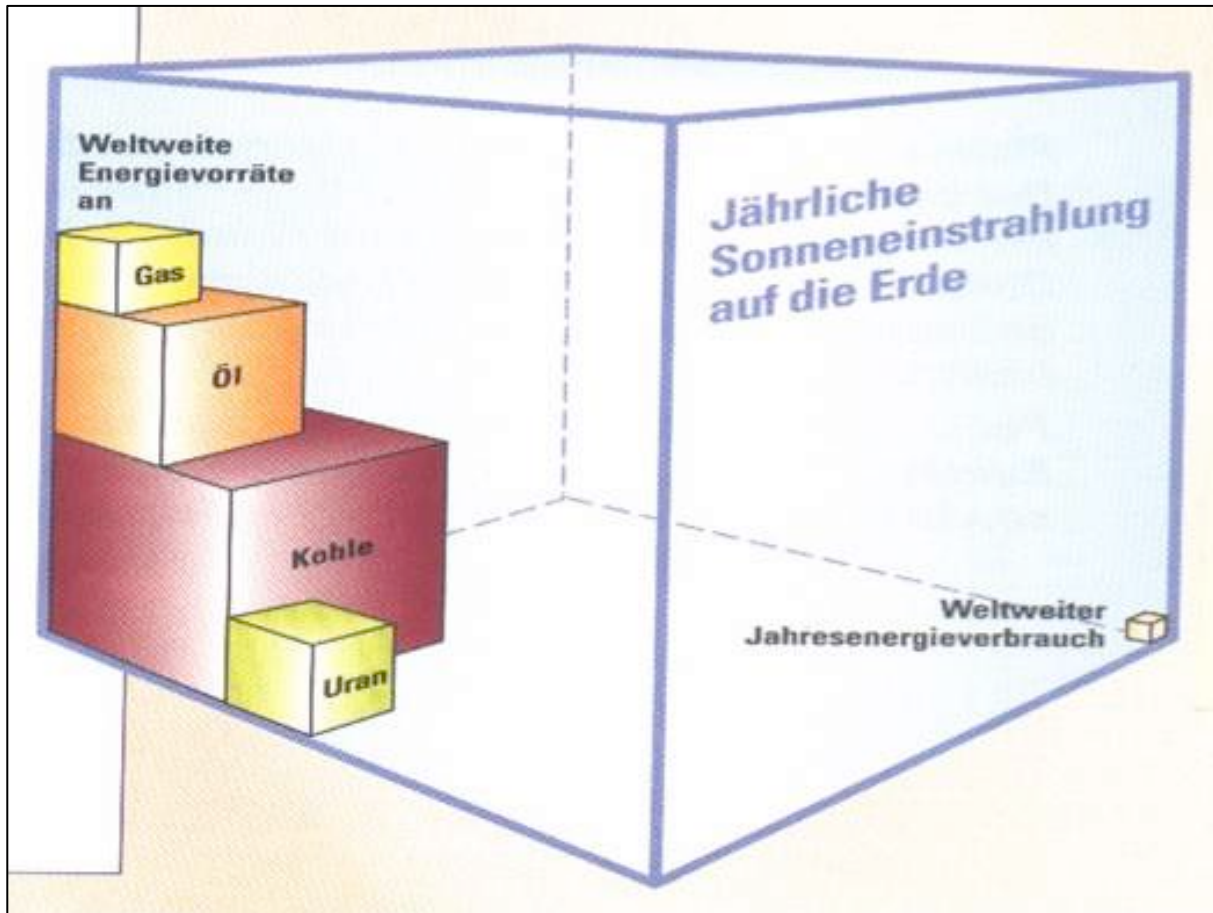 Weltweite
Energievorräte
an
Gas
Öl
Kohle
Uran
Jährliche
Sonneneinstrahlung
auf die Erde
Weltweiter
Jahresenergieverbrauch